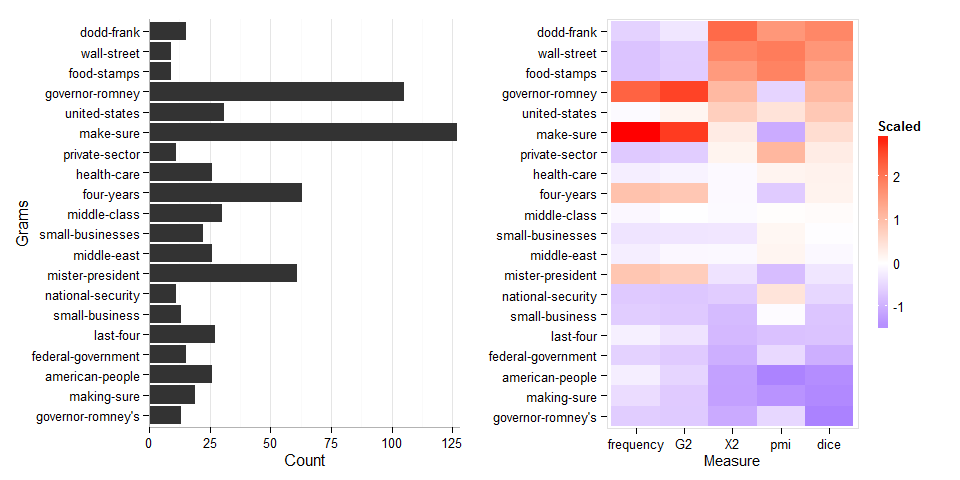 Grams
dodd-frank
wall-street
food-stamps
governor-romney
united-states
make-sure
private-sector
health-care
four-years
middle-class
small-businesses
middle-east
mister-president
national-security
small-business
last-four
federal-government
american-people
making-sure
governor-romney's
0 25 50 75 100 125
Count
dodd-frank
wall-street
food-stamps
governor-romney
united-states
make-sure
private-sector
health-care
four-years
middle-class
small-businesses
middle-east
mister-president
national-security
small-business
last-four
federal-government
american-people
making-sure
governor-romney's
frequency G2 X2 pmi dice
Measure
Scaled
2
1
0
-1